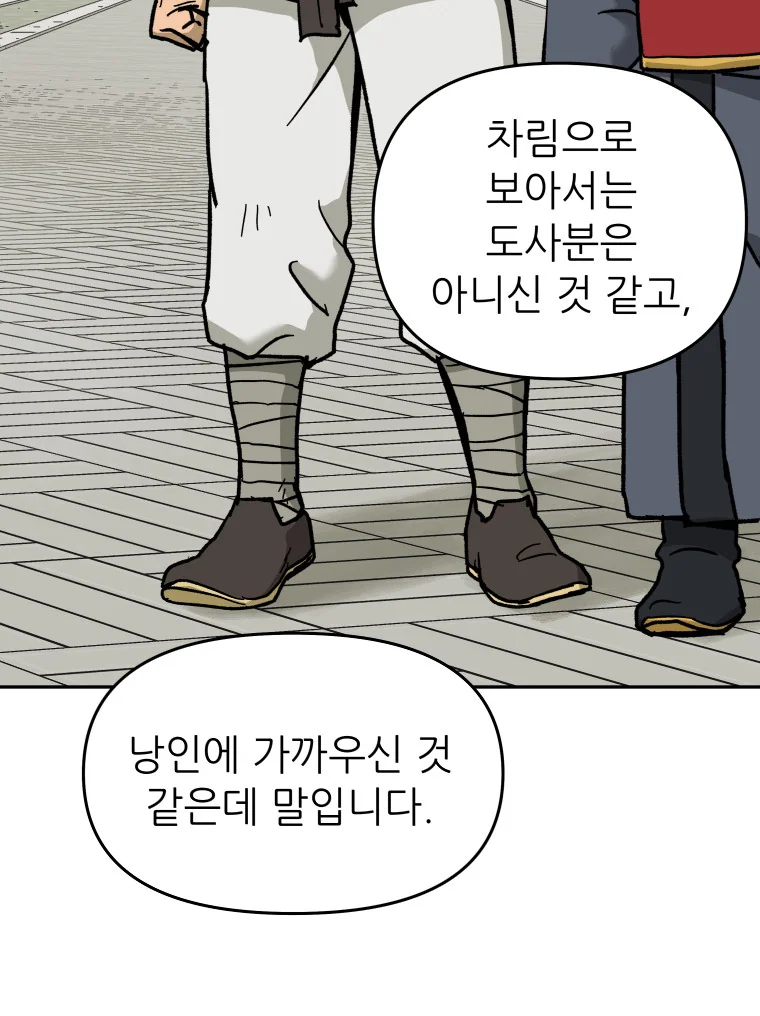 차림으로
보아서는
도사분은
아니신 것 같고,
낭인에 가까우신 것
같은데 말입니다.